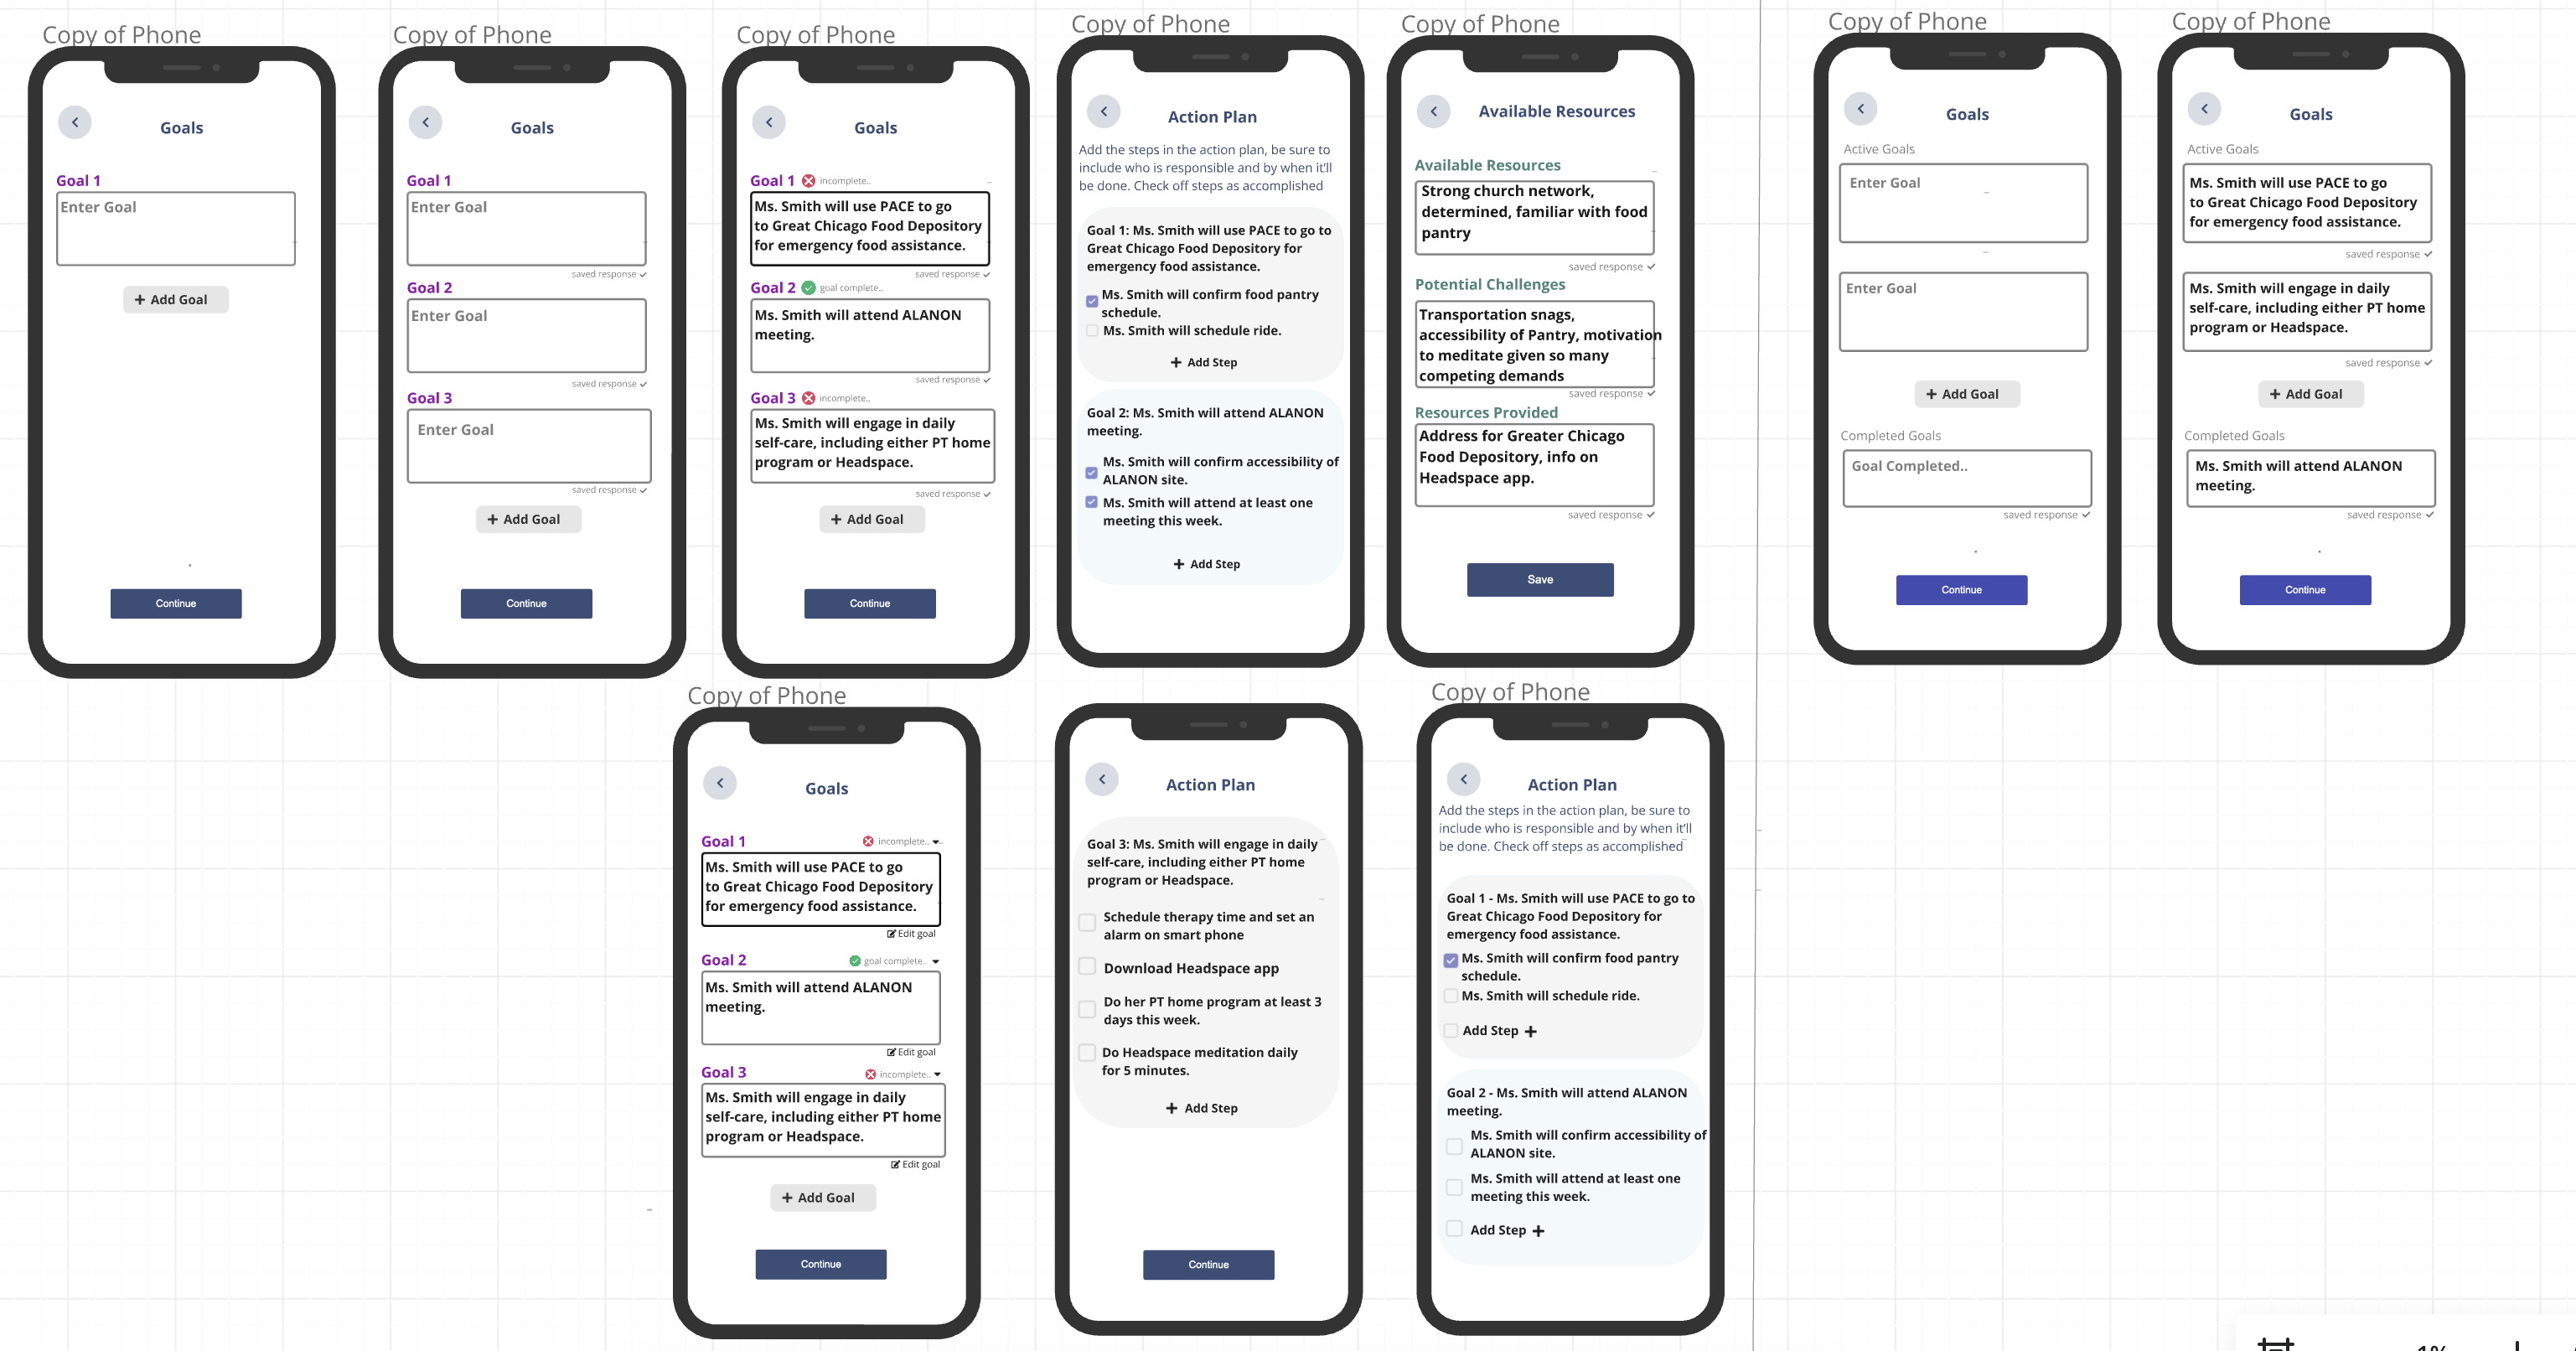 Copy of Phone
Goals
Goal 1
Enter Goal
+ Add Goal
Continue
Copy of Phone
Goals
Goal 1
Enter Goal
saved response
Goal 2
Enter Goal
saved response
Goal 3
Enter Goal
saved response
+ Add Goal
Continue
Copy of Phone
Goals
Goal 1 incomplete..
Ms. Smith will use PACE to go
to Great Chicago Food Depository
for emergency food assistance.
saved response
Goal 2 goal complete..
Ms. Smith will attend ALANON
meeting.
saved response
Goal 3 incomplete..
Ms. Smith will engage in daily
self-care, including either PT home
program or Headspace.
saved response
+ Add Goal
Continue
Copy of Phone
Action Plan
Add the steps in the action plan, be sure to
include who is responsible and by when it'll
be done. Check off steps as accomplished
Goal 1: Ms. Smith will use PACE to go to
Great Chicago Food Depository for
emergency food assistance.
Ms. Smith will confirm food pantry
schedule.
Ms. Smith will schedule ride.
+ Add Step
Goal 2: Ms. Smith will attend ALANON
meeting.
Ms. Smith will confirm accessibility of
ALANON site.
Ms. Smith will attend at least one
meeting this week.
+ Add Step
Copy of Phone
Available Resources
Available Resources
Strong church network,
determined, familiar with food
pantry
saved response
Potential Challenges
Transportation snags,
accessibility of Pantry, motivation
to meditate given so many
competing demands
saved response
Resources Provided
Address for Greater Chicago
Food Depository, info on
Headspace app.
saved response
Save
Copy of Phone
Goals
Active Goals
Enter Goal
Enter Goal
+ Add Goal
Completed Goals
Goal Completed..
saved response
Continue
Copy of Phone
Goals
Active Goals
Ms. Smith will use PACE to go
to Great Chicago Food Depository
for emergency food assistance.
saved response
Ms. Smith will engage in daily
self-care, including either PT home
program or Headspace.
saved response
+ Add Goal
Completed Goals
Ms. Smith will attend ALANON
meeting.
saved response
Continue
Copy of Phone
Goals
Goal 1 incomplete..
Ms. Smith will use PACE to go
to Great Chicago Food Depository
for emergency food assistance.
Edit goal
Goal 2 goal complete..
Ms. Smith will attend ALANON
meeting.
Edit goal
Goal 3 incomplete..
Ms. Smith will engage in daily
self-care, including either PT home
program or Headspace.
Edit goal
+ Add Goal
Continue
Action Plan
Goal 3: Ms. Smith will engage in daily
self-care, including either PT home
program or Headspace.
Schedule therapy time and set an
alarm on smart phone
Download Headspace app
Do her PT home program at least 3
days this week.
Do Headspace meditation daily
for 5 minutes.
+ Add Step
Continue
Copy of Phone
Action Plan
Add the steps in the action plan, be sure to
include who is responsible and by when it'll
be done. Check off steps as accomplished
Goal 1 - Ms. Smith will use PACE to go to
Great Chicago Food Depository for
emergency food assistance.
Ms. Smith will confirm food pantry
schedule.
Ms. Smith will schedule ride.
Add Step +
Goal 2 - Ms. Smith will attend ALANON
meeting.
Ms. Smith will confirm accessibility of
ALANON site.
Ms. Smith will attend at least one
meeting this week.
Add Step +